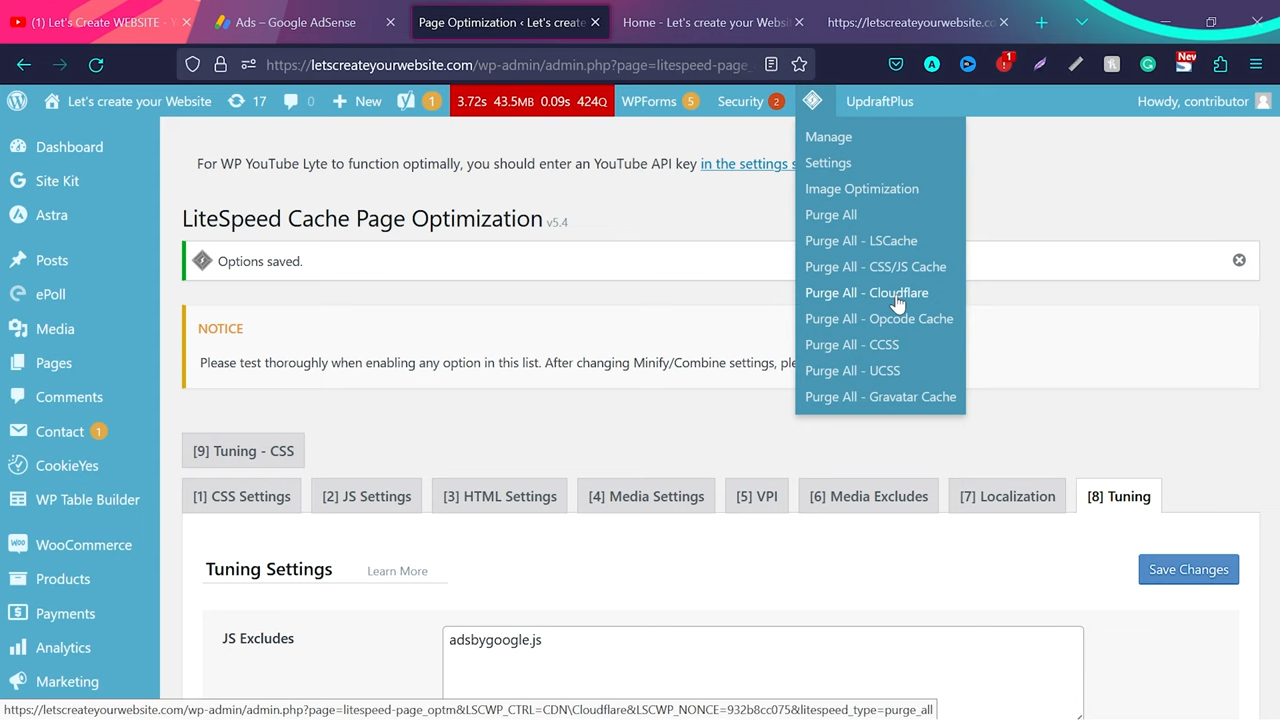 (1) Let's Create WEBSITE -
Ads – Google AdSense
Page Optimization ‹ Let's create
Home - Let's create your Websi
https://letscreateyourwebsite.co
https://letscreateyourwebsite.com/wp-admin/admin.php?page=litespeed-page_
1
New
Let's create your Website
17
0
New
1
3.72s 43.5MB 0.09s 424Q
WPForms 5
Security 2
UpdraftPlus
Howdy, contributor
Dashboard
Site Kit
Astra
Posts
ePoll
Media
Pages
Comments
Contact 1
CookieYes
WP Table Builder
WooCommerce
Products
Payments
Analytics
Marketing
Manage
Settings
Image Optimization
Purge All
Purge All - LSCache
Purge All - CSS/JS Cache
Purge All - Cloudflare
Purge All - Opcode Cache
Purge All - CCSS
Purge All - UCSS
Purge All - Gravatar Cache
For WP YouTube Lyte to function optimally, you should enter an YouTube API key in the settings s
LiteSpeed Cache Page Optimization v5.4
Options saved.
NOTICE
Please test thoroughly when enabling any option in this list. After changing Minify/Combine settings, ple
[9] Tuning - CSS
[1] CSS Settings
[2] JS Settings
[3] HTML Settings
[4] Media Settings
[5] VPI
[6] Media Excludes
[7] Localization
[8] Tuning
Tuning Settings
Learn More
Save Changes
JS Excludes
adsbygoogle.js
https://letscreateyourwebsite.com/wp-admin/admin.php?page=litespeed-page_optm&LSCWP_CTRL=CDN\Cloudflare&LSCWP_NONCE=932b8cc075&litespeed_type=purge_all